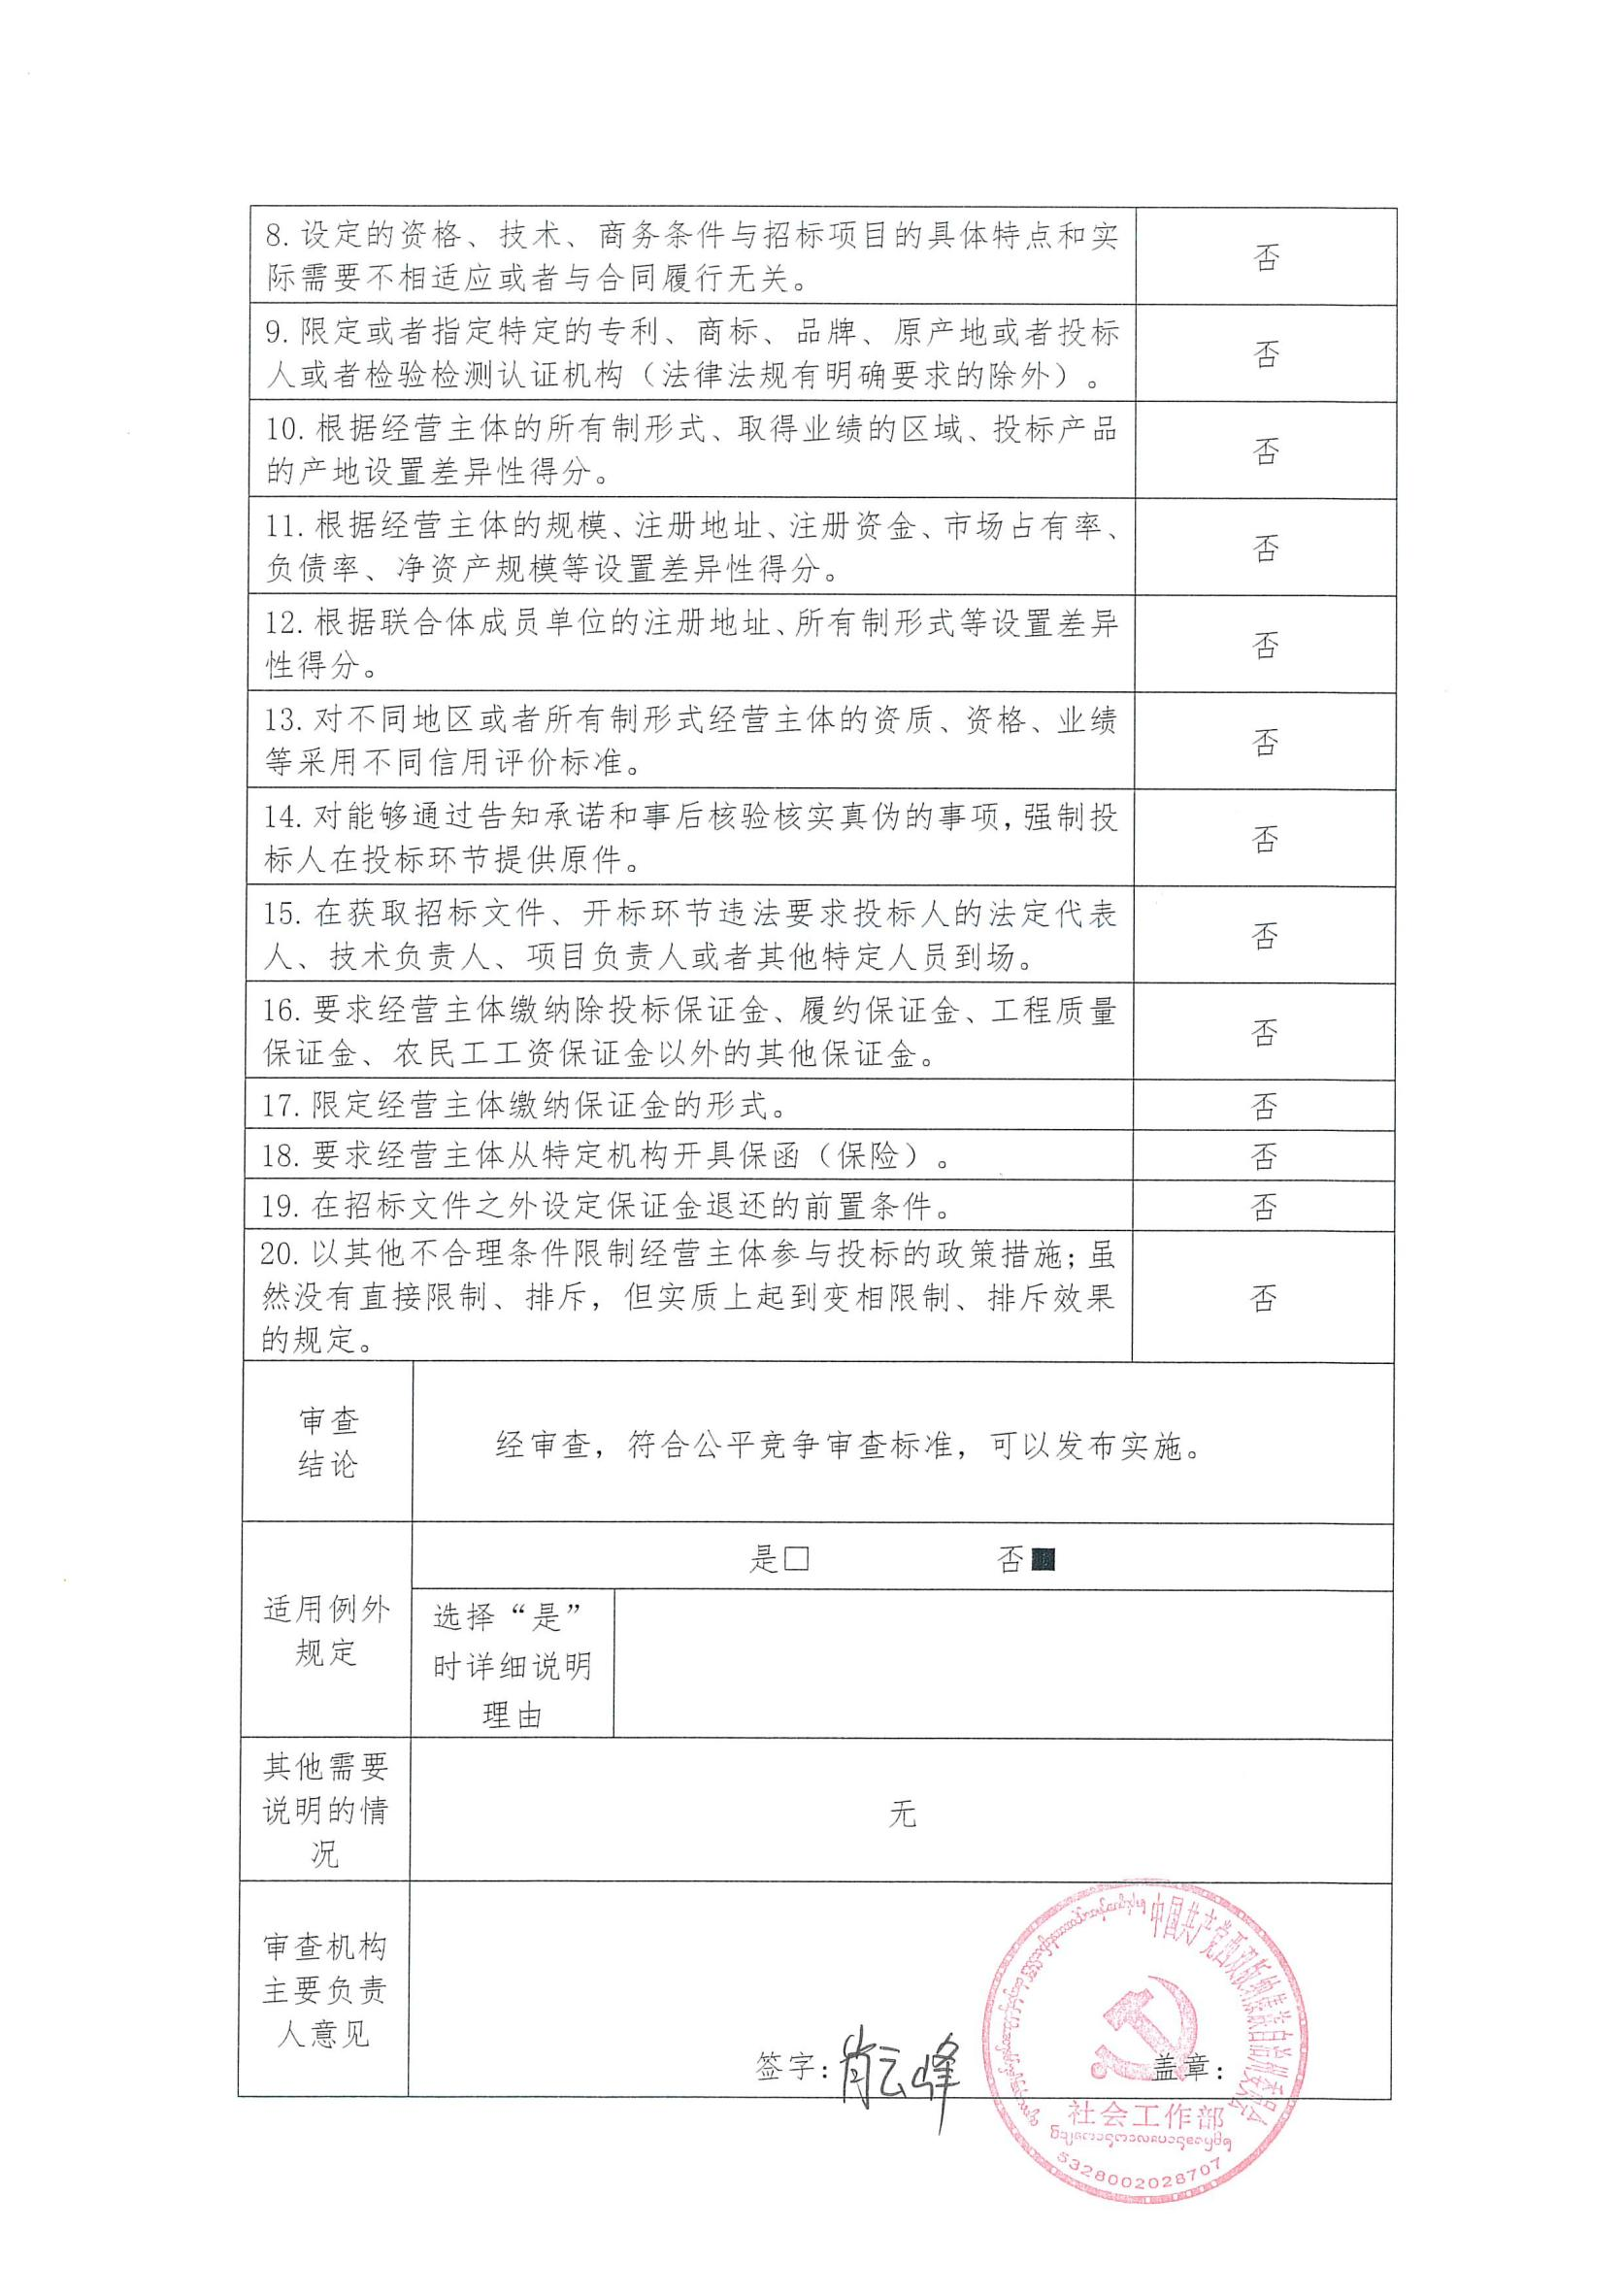 8. 设定的资格、技术、商务条件与招标项目的具体特点和实
际需要不相适应或者与合同履行无关。
否
9. 限定或者指定特定的专利、商标、品牌、原产地或者投标
人或者检验检测认证机构（法律法规有明确要求的除外）。
否
10. 根据经营主体的所有制形式、取得业绩的区域、投标产品
的产地设置差异性得分。
否
11. 根据经营主体的规模、注册地址、注册资金、市场占有率、
负债率、净资产规模等设置差异性得分。
否
12. 根据联合体成员单位的注册地址、所有制形式等设置差异
性得分。
否
13. 对不同地区或者所有制形式经营主体的资质、资格、业绩
等采用不同信用评价标准。
否
14. 对能够通过告知承诺和事后核验核实真伪的事项，强制投
标人在投标环节提供原件。
否
15. 在获取招标文件、开标环节违法要求投标人的法定代表
人、技术负责人、项目负责人或者其他特定人员到场。
否
16. 要求经营主体缴纳除投标保证金、履约保证金、工程质量
保证金、农民工工资保证金以外的其他保证金。
否
17. 限定经营主体缴纳保证金的形式。
否
18. 要求经营主体从特定机构开具保函（保险）。
否
19. 在招标文件之外设定保证金退还的前置条件。
否
20. 以其他不合理条件限制经营主体参与投标的政策措施；虽
然没有直接限制、排斥，但实质上起到变相限制、排斥效果
的规定。
否
审查
结论
经审查，符合公平竞争审查标准，可以发布实施。
适用例外
规定
是□ 否■
选择“是”
时详细说明
理由
其他需要
说明的情
况
无
审查机构
主要负责
人意见
签字：肖云峰
盖章：
中国共产党西双版纳傣族自治州委员会
社会工作部
5328002028707